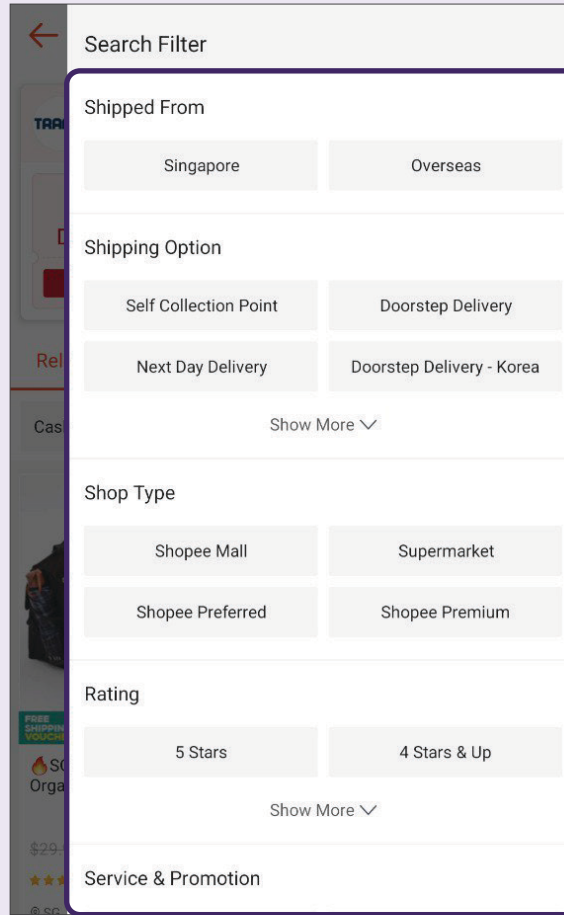 Search Filter
Shipped From
Singapore Overseas
Shipping Option
Self Collection Point Doorstep Delivery
Next Day Delivery Doorstep Delivery - Korea
Show More
Shop Type
Shopee Mall Supermarket
Shopee Preferred Shopee Premium
Rating
5 Stars 4 Stars & Up
Show More
Service & Promotion
FREE